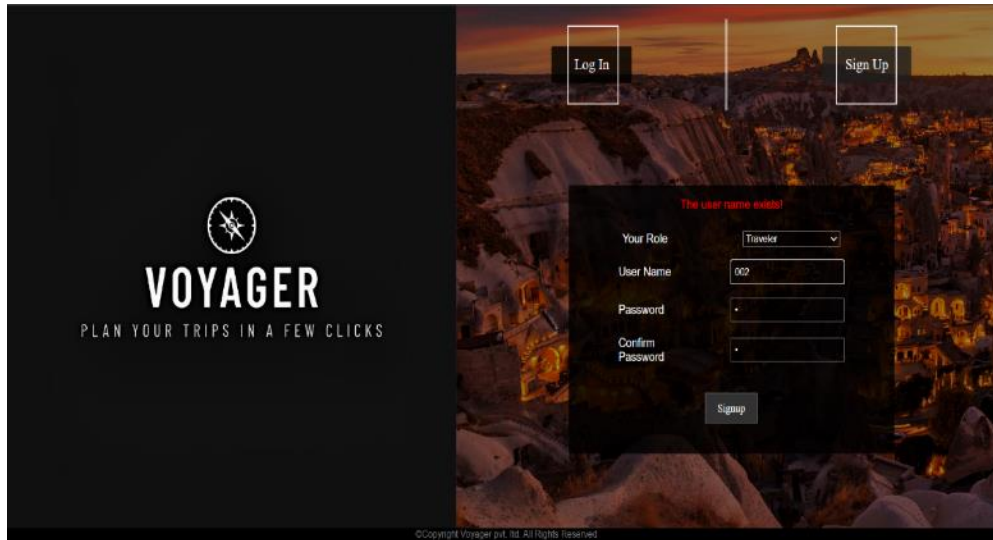 VOYAGER
PLAN YOUR TRIPS IN A FEW CLICKS
Log In
Sign Up
The user name exists!
Your Role
Traveler
User Name
002
Password
•
Confirm
Password
•
Signup
©Copyright Voyager pvt. ltd. All Rights Reserved